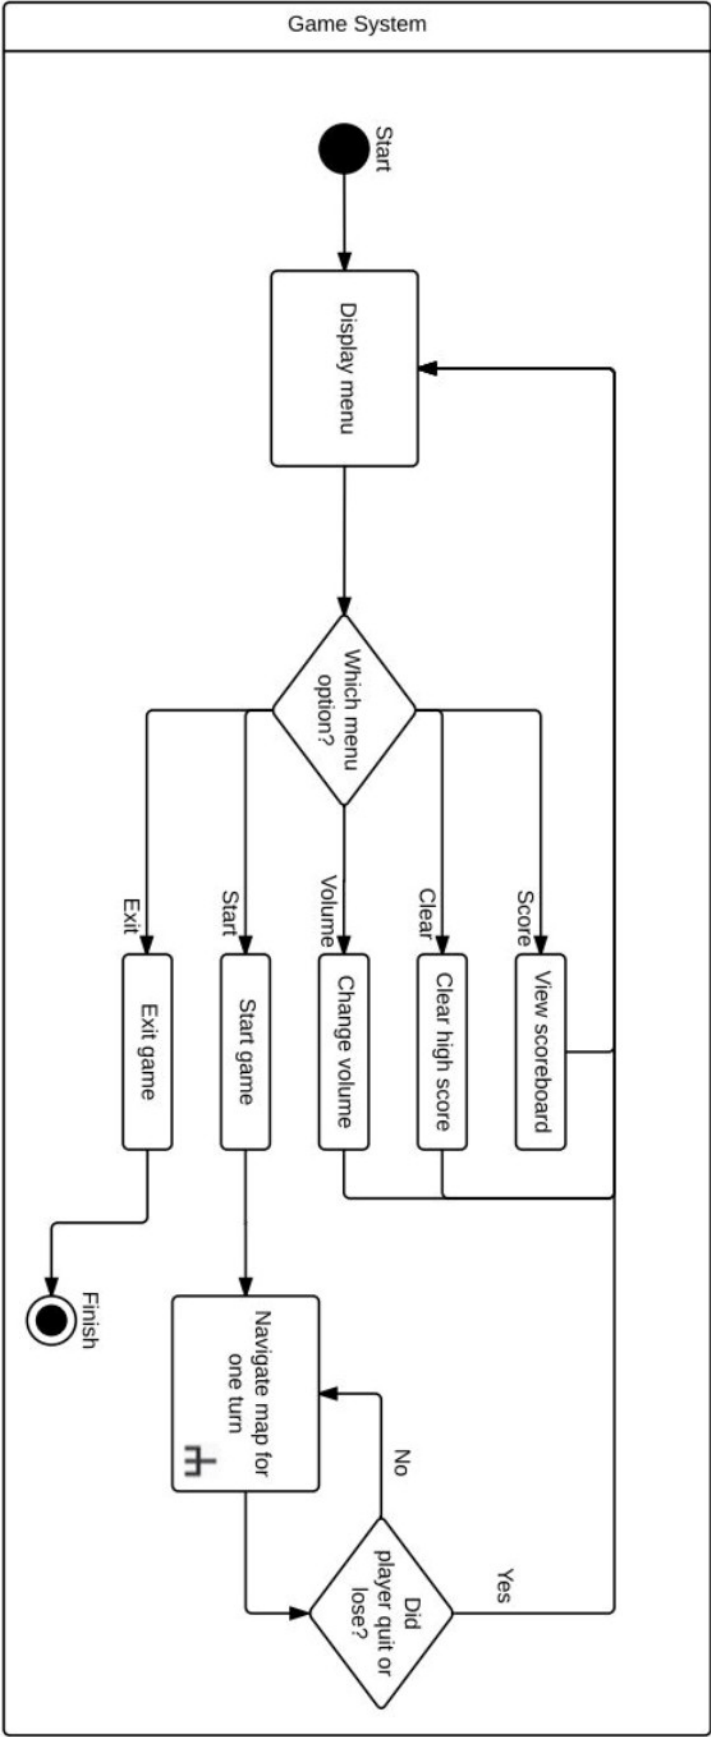 Game System
Start
Display menu
Which menu
option?
Score
View scoreboard
Clear
Clear high score
Volume
Change volume
Start
Start game
Exit
Exit game
Finish
Navigate map for
one turn
No
Did
player quit or
lose?
Yes